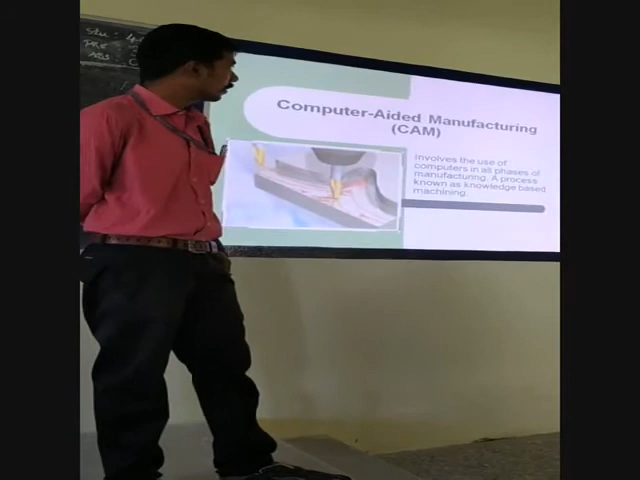 Computer-Aided Manufacturing
(CAM)
Involves the use of
computers in all phases of
manufacturing. A process
known as knowledge based
machining.